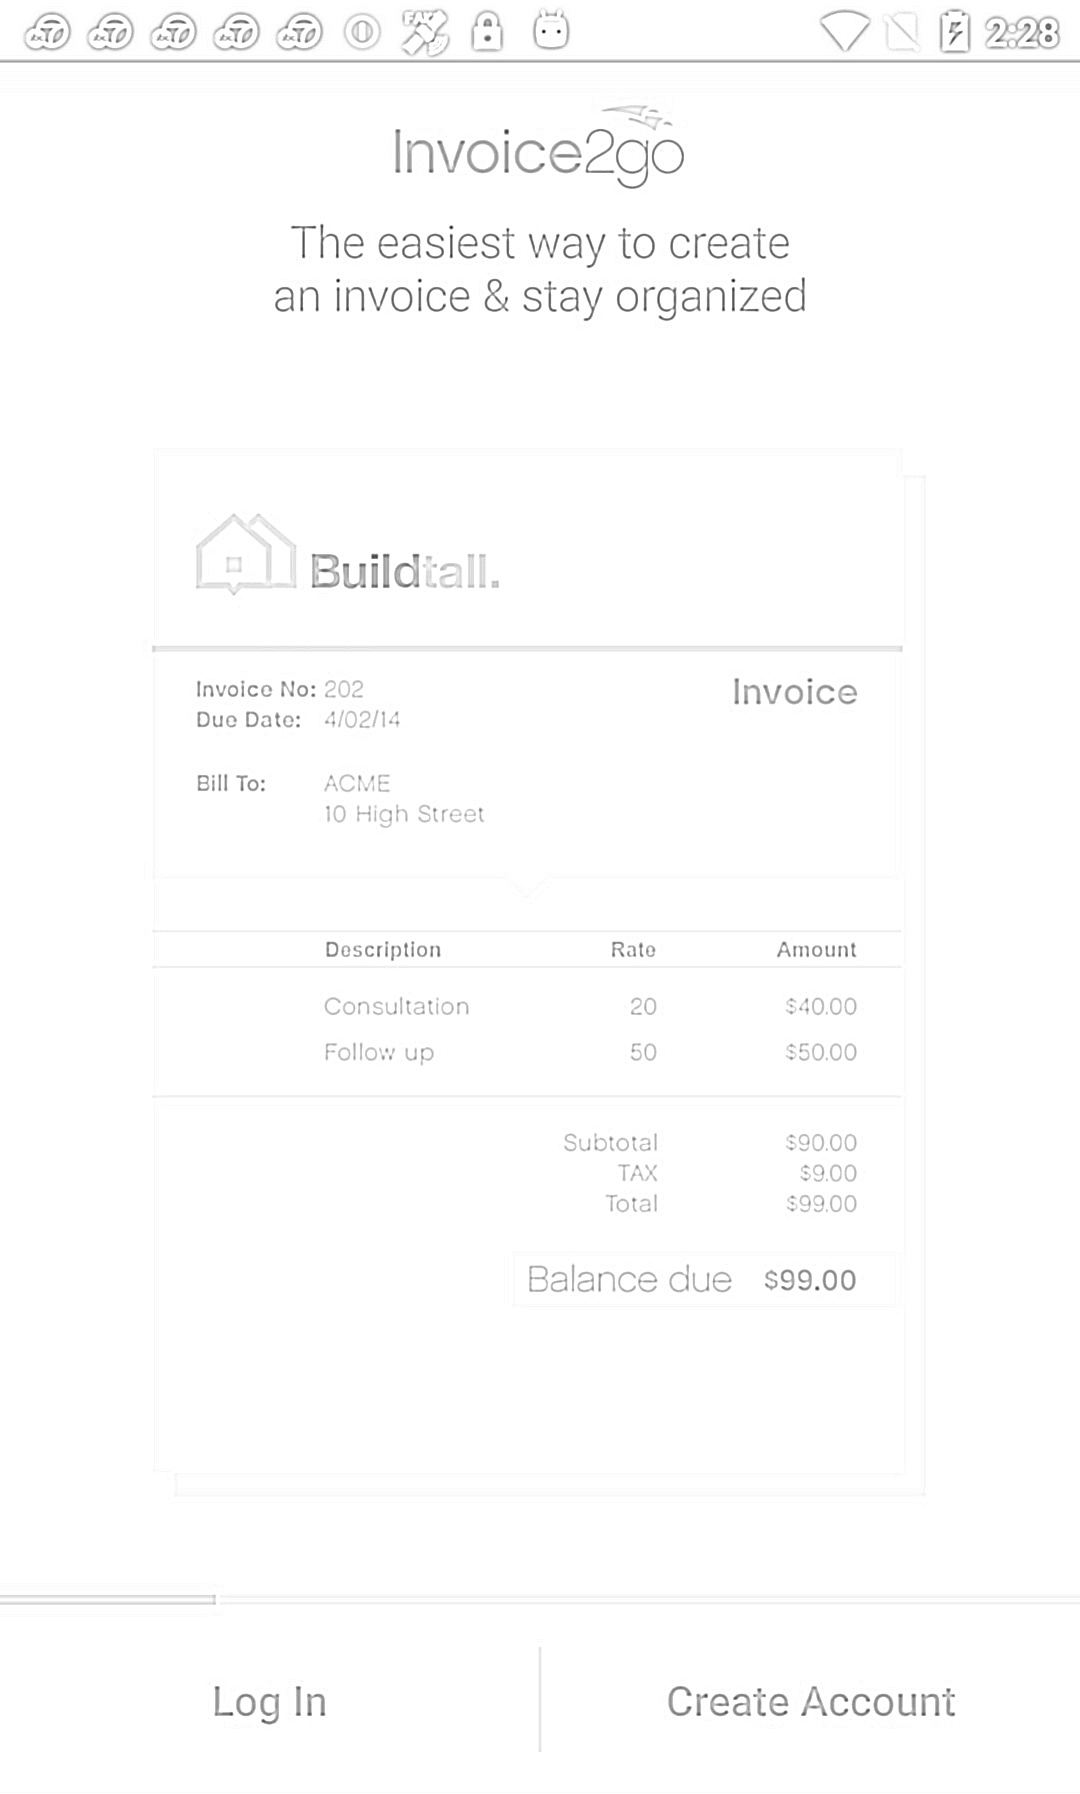 2:28
Invoice2go
The easiest way to create
an invoice & stay organized
Buildtall.
Invoice No: 202
Invoice
Due Date: 4/02/14
Bill To: ACME
10 High Street
Description Rate Amount
Consultation 20 $40.00
Follow up 50 $50.00
Subtotal $90.00
TAX $9.00
Total $99.00
Balance due $99.00
Log In
Create Account